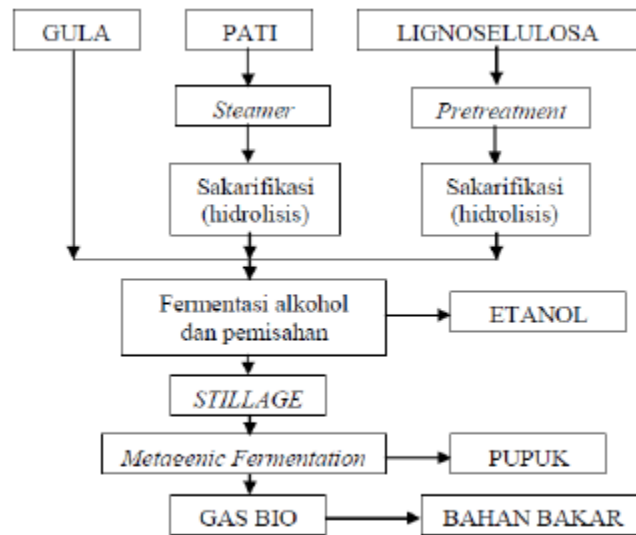 GULA
PATI
LIGNOSELULOSA
Steamer
Pretreatment
Sakarifikasi
(hidrolisis)
Sakarifikasi
(hidrolisis)
Fermentasi alkohol
dan pemisahan
ETANOL
STILLAGE
Metagenic Fermentation
PUPUK
GAS BIO
BAHAN BAKAR